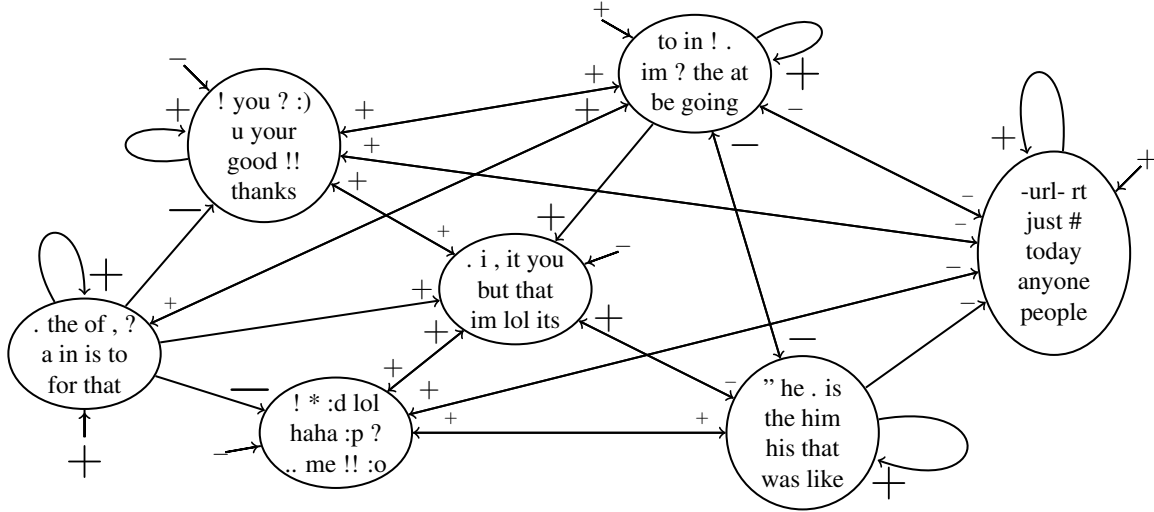 to in ! .
im ? the at
be going
! you ? :)
u your
good !!
thanks
-url- rt
just #
today
anyone
people
. i , it you
but that
im lol its
. the of , ?
a in is to
for that
! * :d lol
haha :p ?
.. me !! :o
” he . is
the him
his that
was like
+
+
+
+
+
−
+
+
+
+
−
−
−
−
−
−
+
+
−
+
+
+
+
−
+
+
+
−
+
+
−
−
+
+
−
+
−
+
+
+